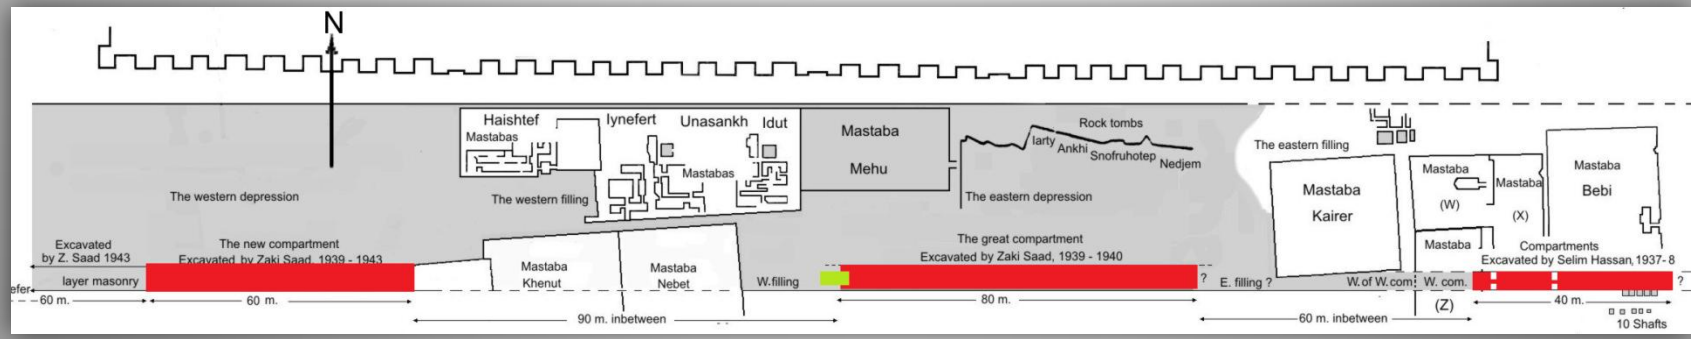 N
Haishtef
Mastabas
Iynefert
Unasankh
Idut
Mastabas
Mastaba
Mehu
Rock tombs
Iarty
Ankhi
Snofruhotep
Nedjem
The eastern filling
Mastaba
Kairer
Mastaba
(W)
Mastaba
(X)
Mastaba
Mastaba
Bebi
The western depression
The western filling
The eastern depression
Excavated
by Z. Saad 1943
layer masonry
The new compartment
Excavated by Zaki Saad, 1939 - 1943
Mastaba
Khenut
Mastaba
Nebet
W.filling
The great compartment
Excavated by Zaki Saad, 1939 - 1940
?
E. filling ?
W. of W. com
W. com.
(Z)
Compartments
Excavated by Selim Hassan, 1937- 8
?
efer
60 m.
60 m.
90 m. inbetween
80 m.
60 m. inbetween
40 m.
10 Shafts